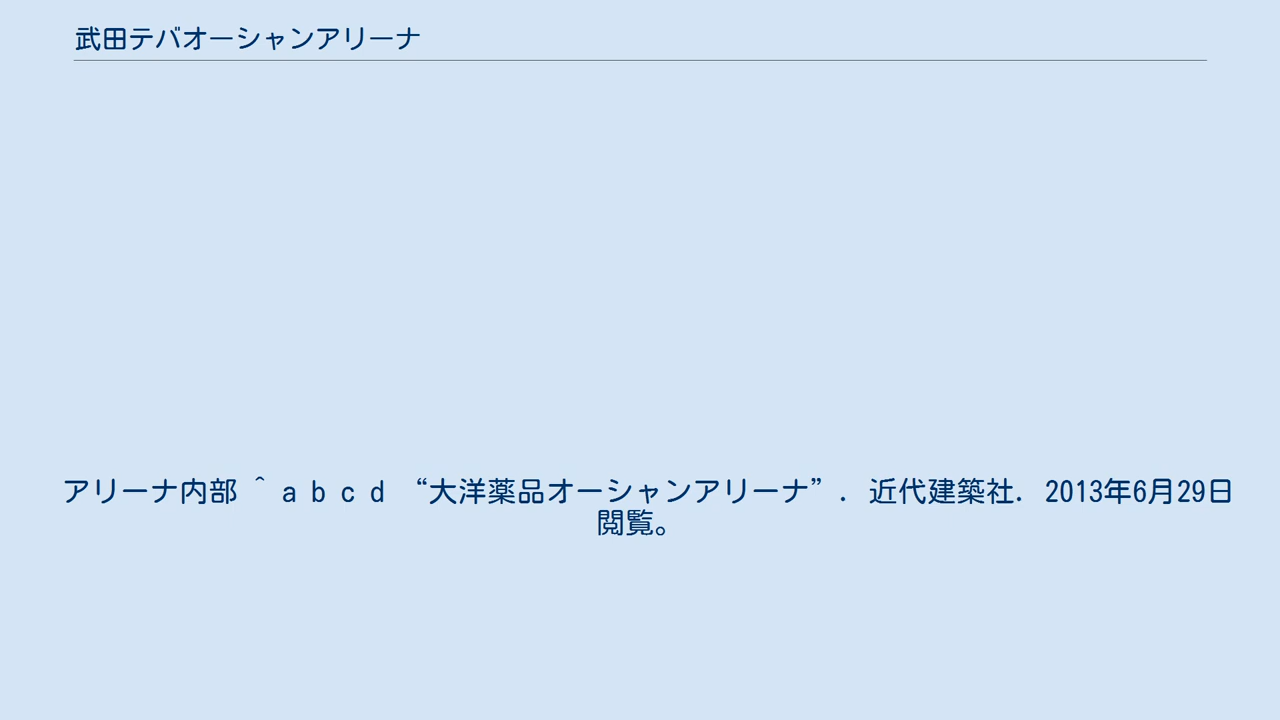 武田テバオーシャンアリーナ
アリーナ内部 ^ a b c d “大洋薬品オーシャンアリーナ”. 近代建築社. 2013年6月29日
閲覧。